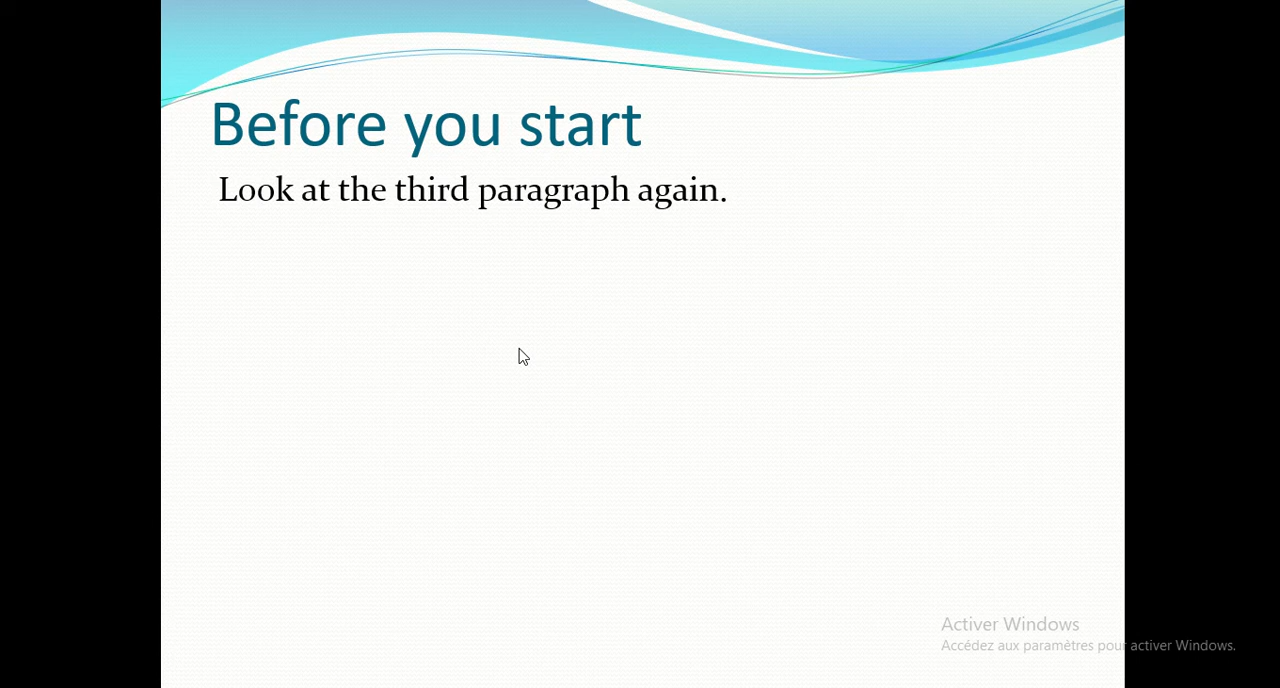 Before you start
Look at the third paragraph again.
Activer Windows
Accédez aux paramètres pour activer Windows.